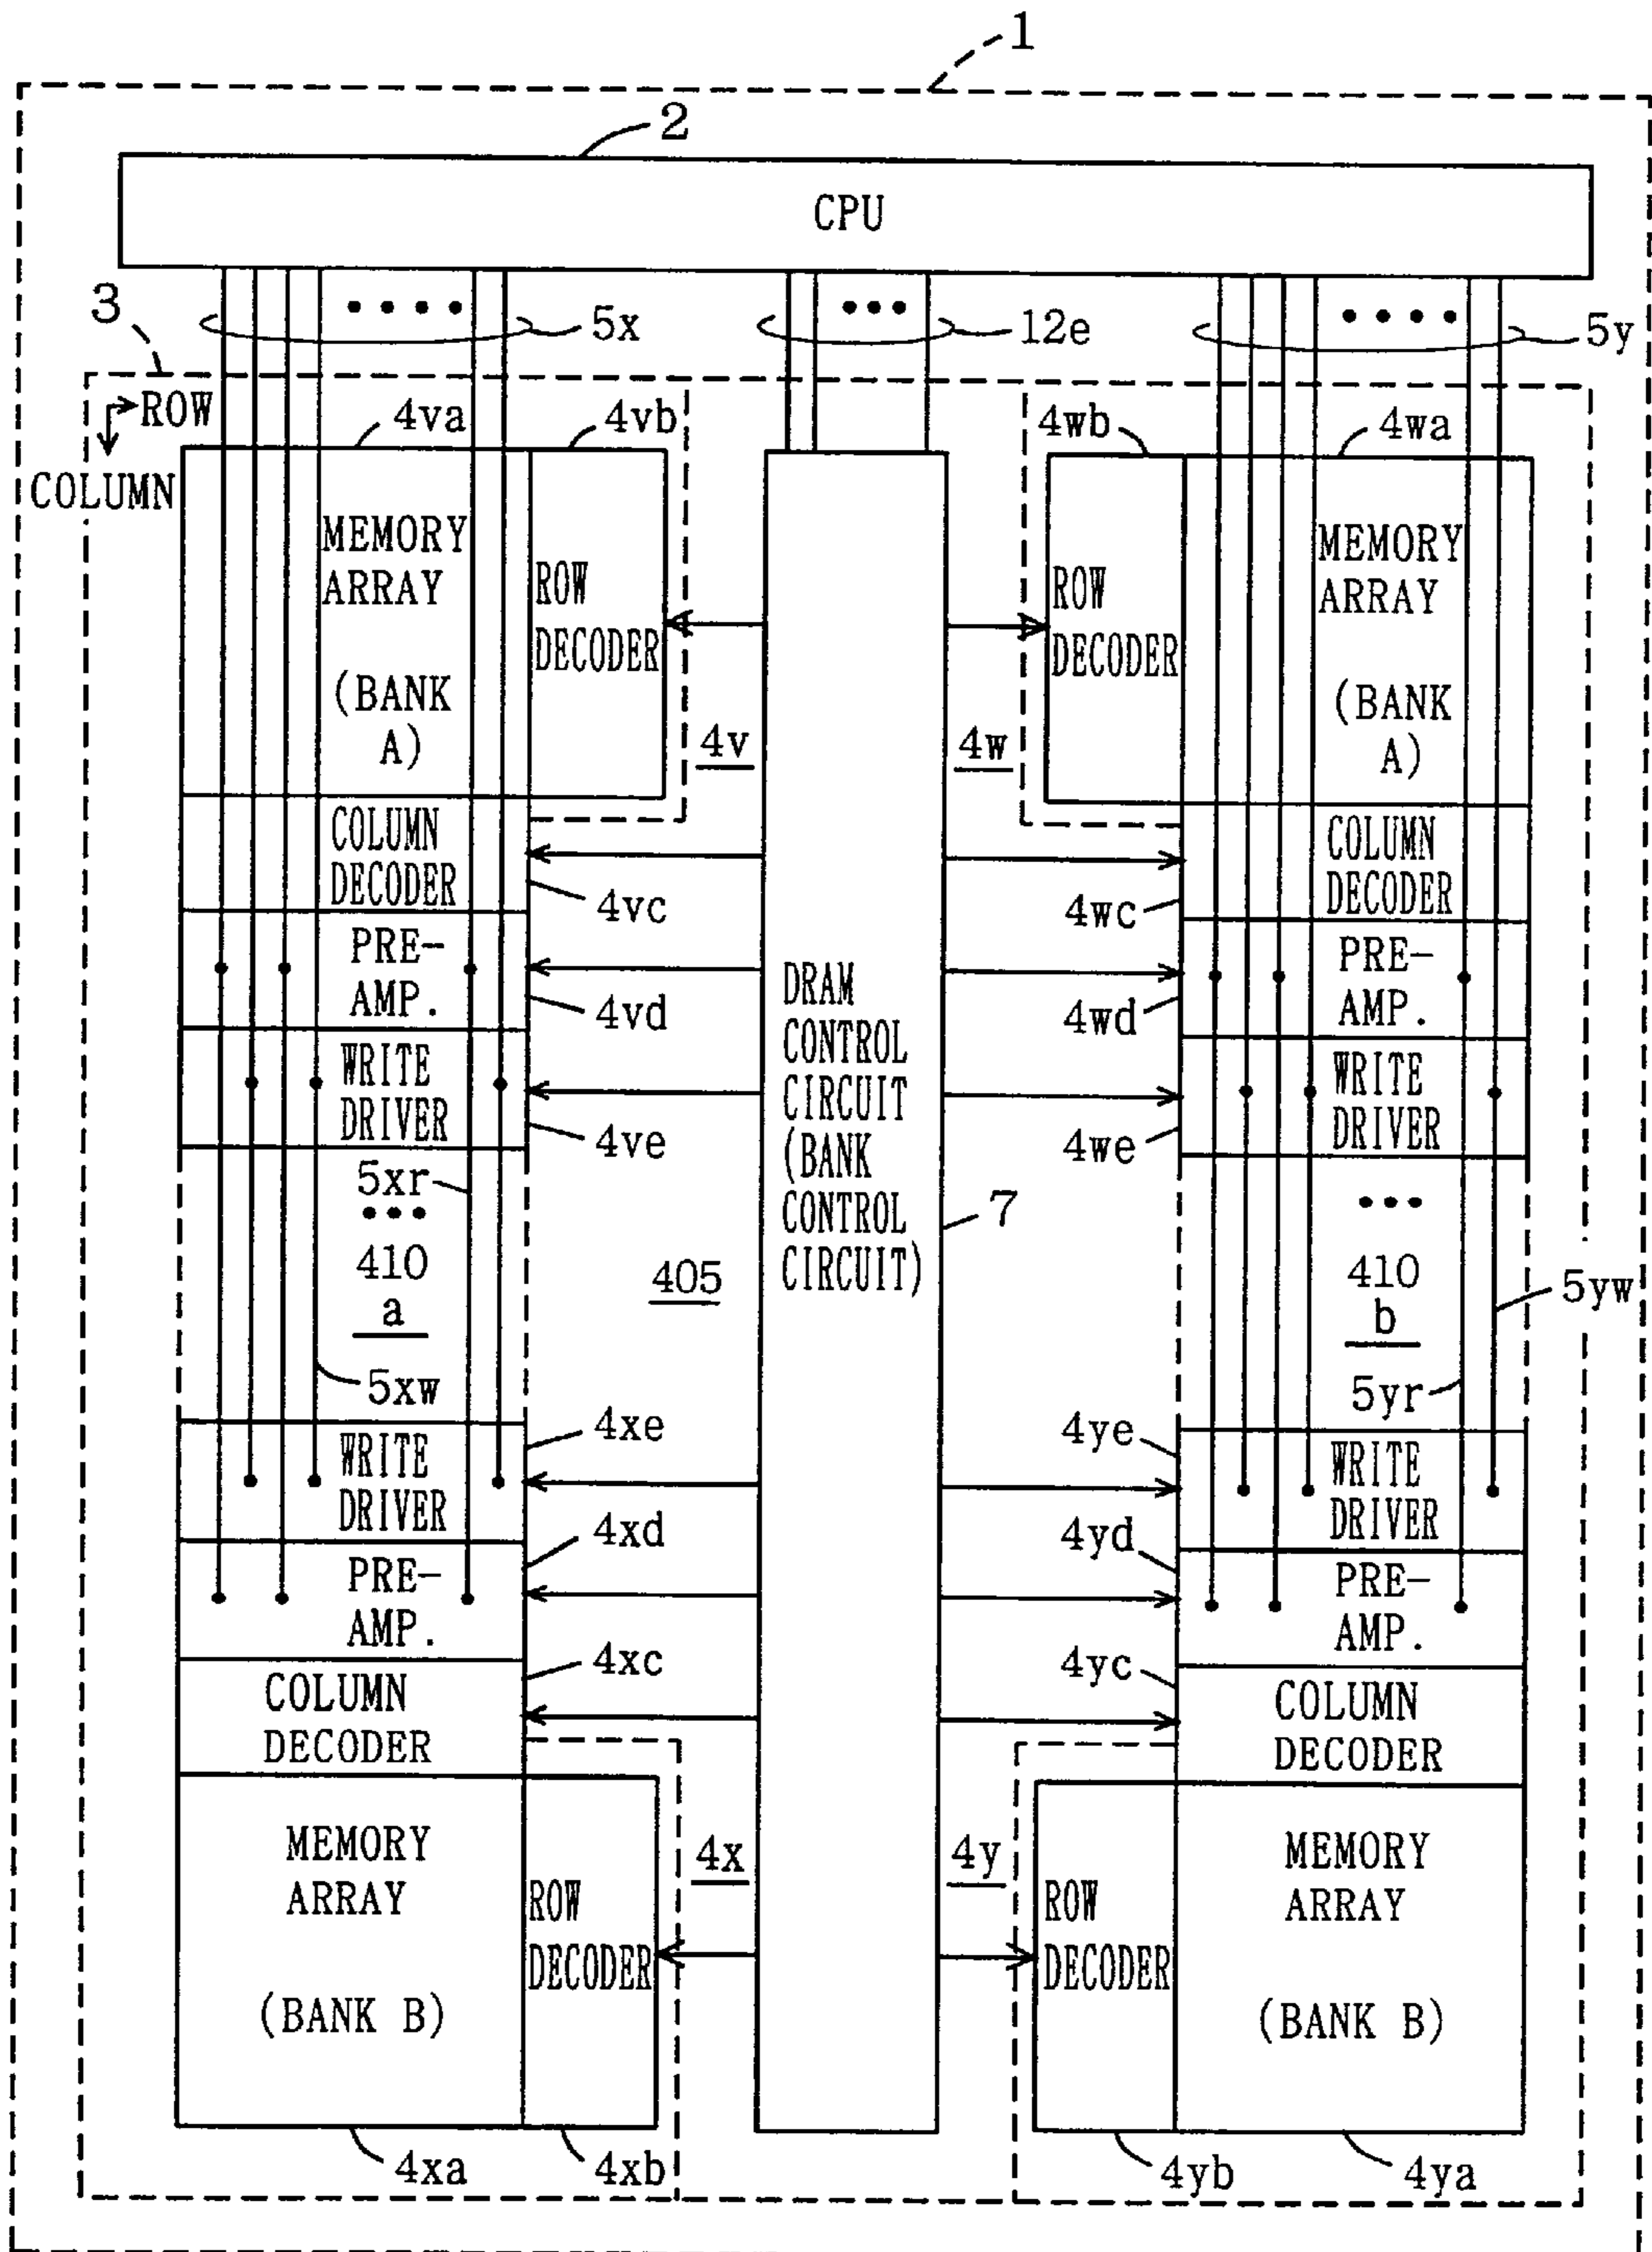 1
2
CPU
3
5x
12e
5y
ROW
COLUMN
4va
4vb
4wb
4wa
MEMORY
ARRAY
(BANK
A)
ROW
DECODER
4v
4w
ROW
DECODER
MEMORY
ARRAY
(BANK
A)
COLUMN
DECODER
4vc
4wc
COLUMN
DECODER
PRE-
AMP.
4vd
4wd
PRE-
AMP.
WRITE
DRIVER
4ve
4we
WRITE
DRIVER
DRAM
CONTROL
CIRCUIT
(BANK
CONTROL
CIRCUIT)
7
5xr
•••
410
a
405
•••
410
b
5yw
5xw
5yr
WRITE
DRIVER
4xe
4ye
WRITE
DRIVER
PRE-
AMP.
4xd
4yd
PRE-
AMP.
COLUMN
DECODER
4xc
4yc
COLUMN
DECODER
MEMORY
ARRAY
(BANK B)
ROW
DECODER
4x
4y
ROW
DECODER
MEMORY
ARRAY
(BANK B)
4xa
4xb
4yb
4ya